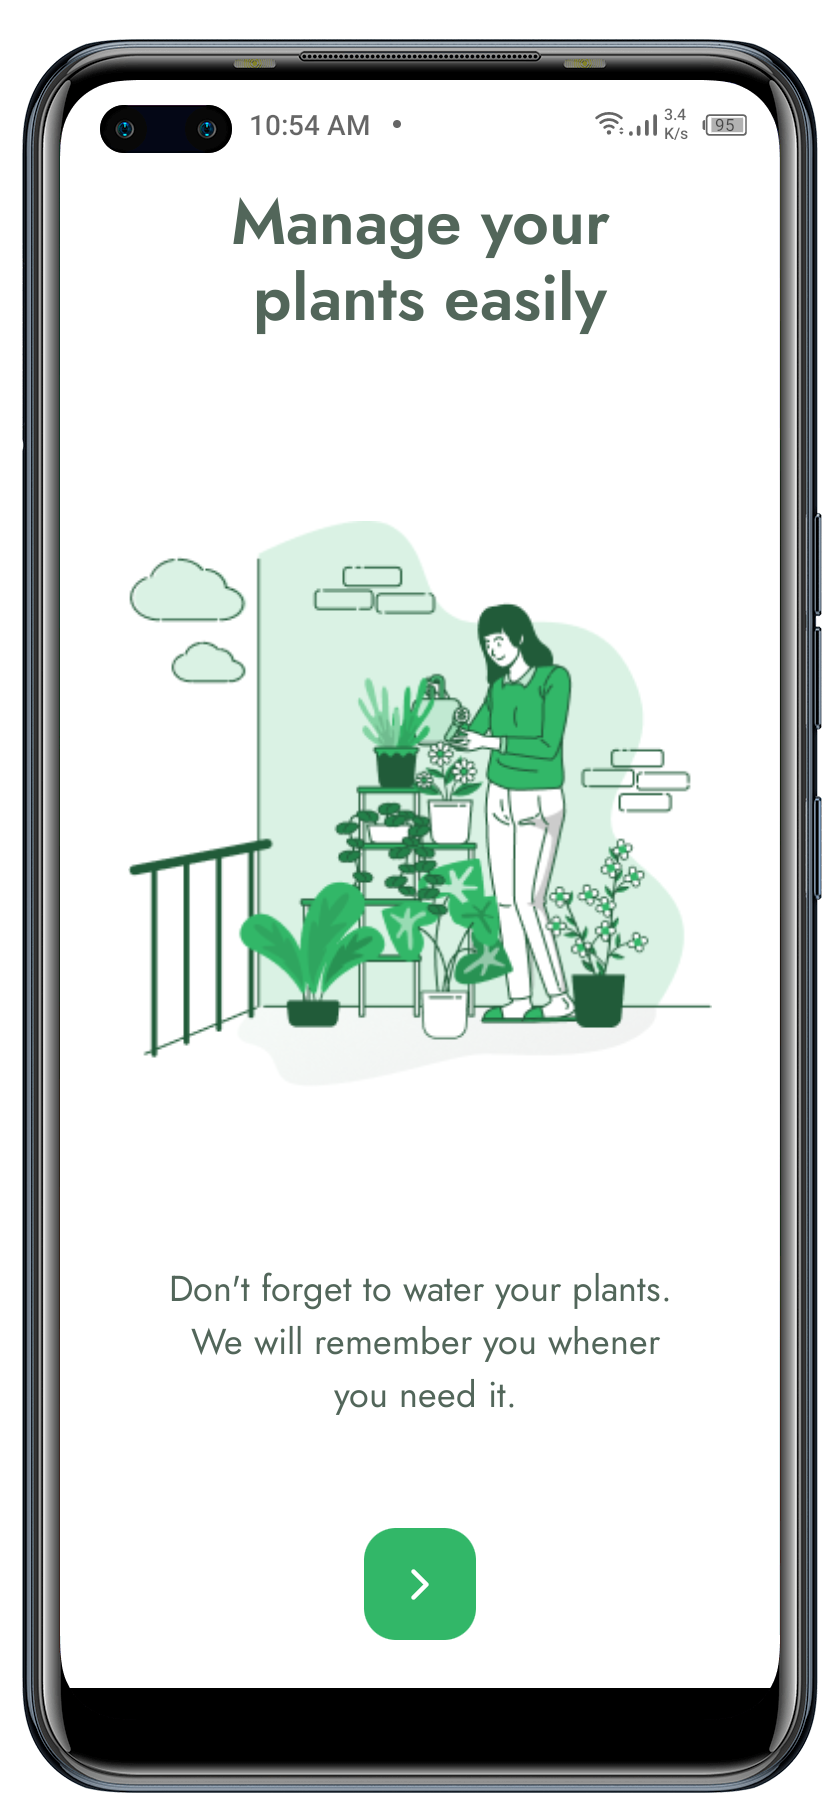 10:54 AM •
3.4
K/s
95
Manage your
plants easily
Don't forget to water your plants.
We will remember you whener
you need it.